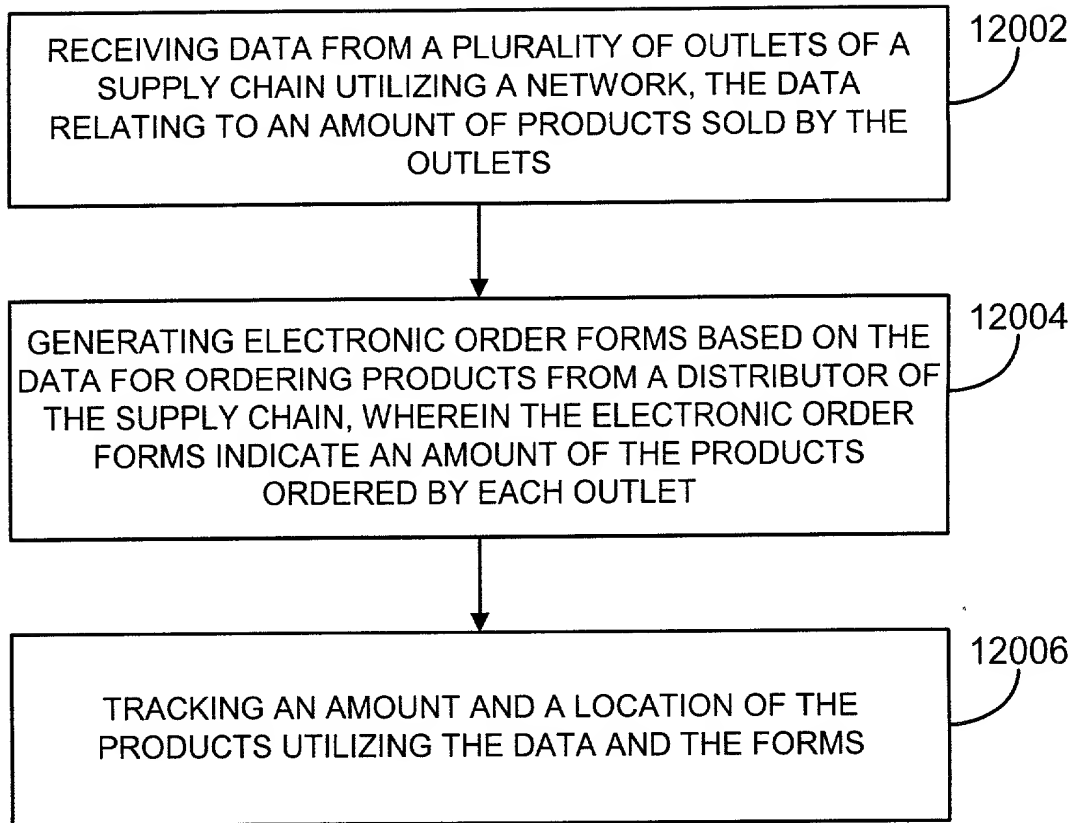 12002
RECEIVING DATA FROM A PLURALITY OF OUTLETS OF A
SUPPLY CHAIN UTILIZING A NETWORK, THE DATA
RELATING TO AN AMOUNT OF PRODUCTS SOLD BY THE
OUTLETS
12004
GENERATING ELECTRONIC ORDER FORMS BASED ON THE
DATA FOR ORDERING PRODUCTS FROM A DISTRIBUTOR OF
THE SUPPLY CHAIN, WHEREIN THE ELECTRONIC ORDER
FORMS INDICATE AN AMOUNT OF THE PRODUCTS
ORDERED BY EACH OUTLET
12006
TRACKING AN AMOUNT AND A LOCATION OF THE
PRODUCTS UTILIZING THE DATA AND THE FORMS